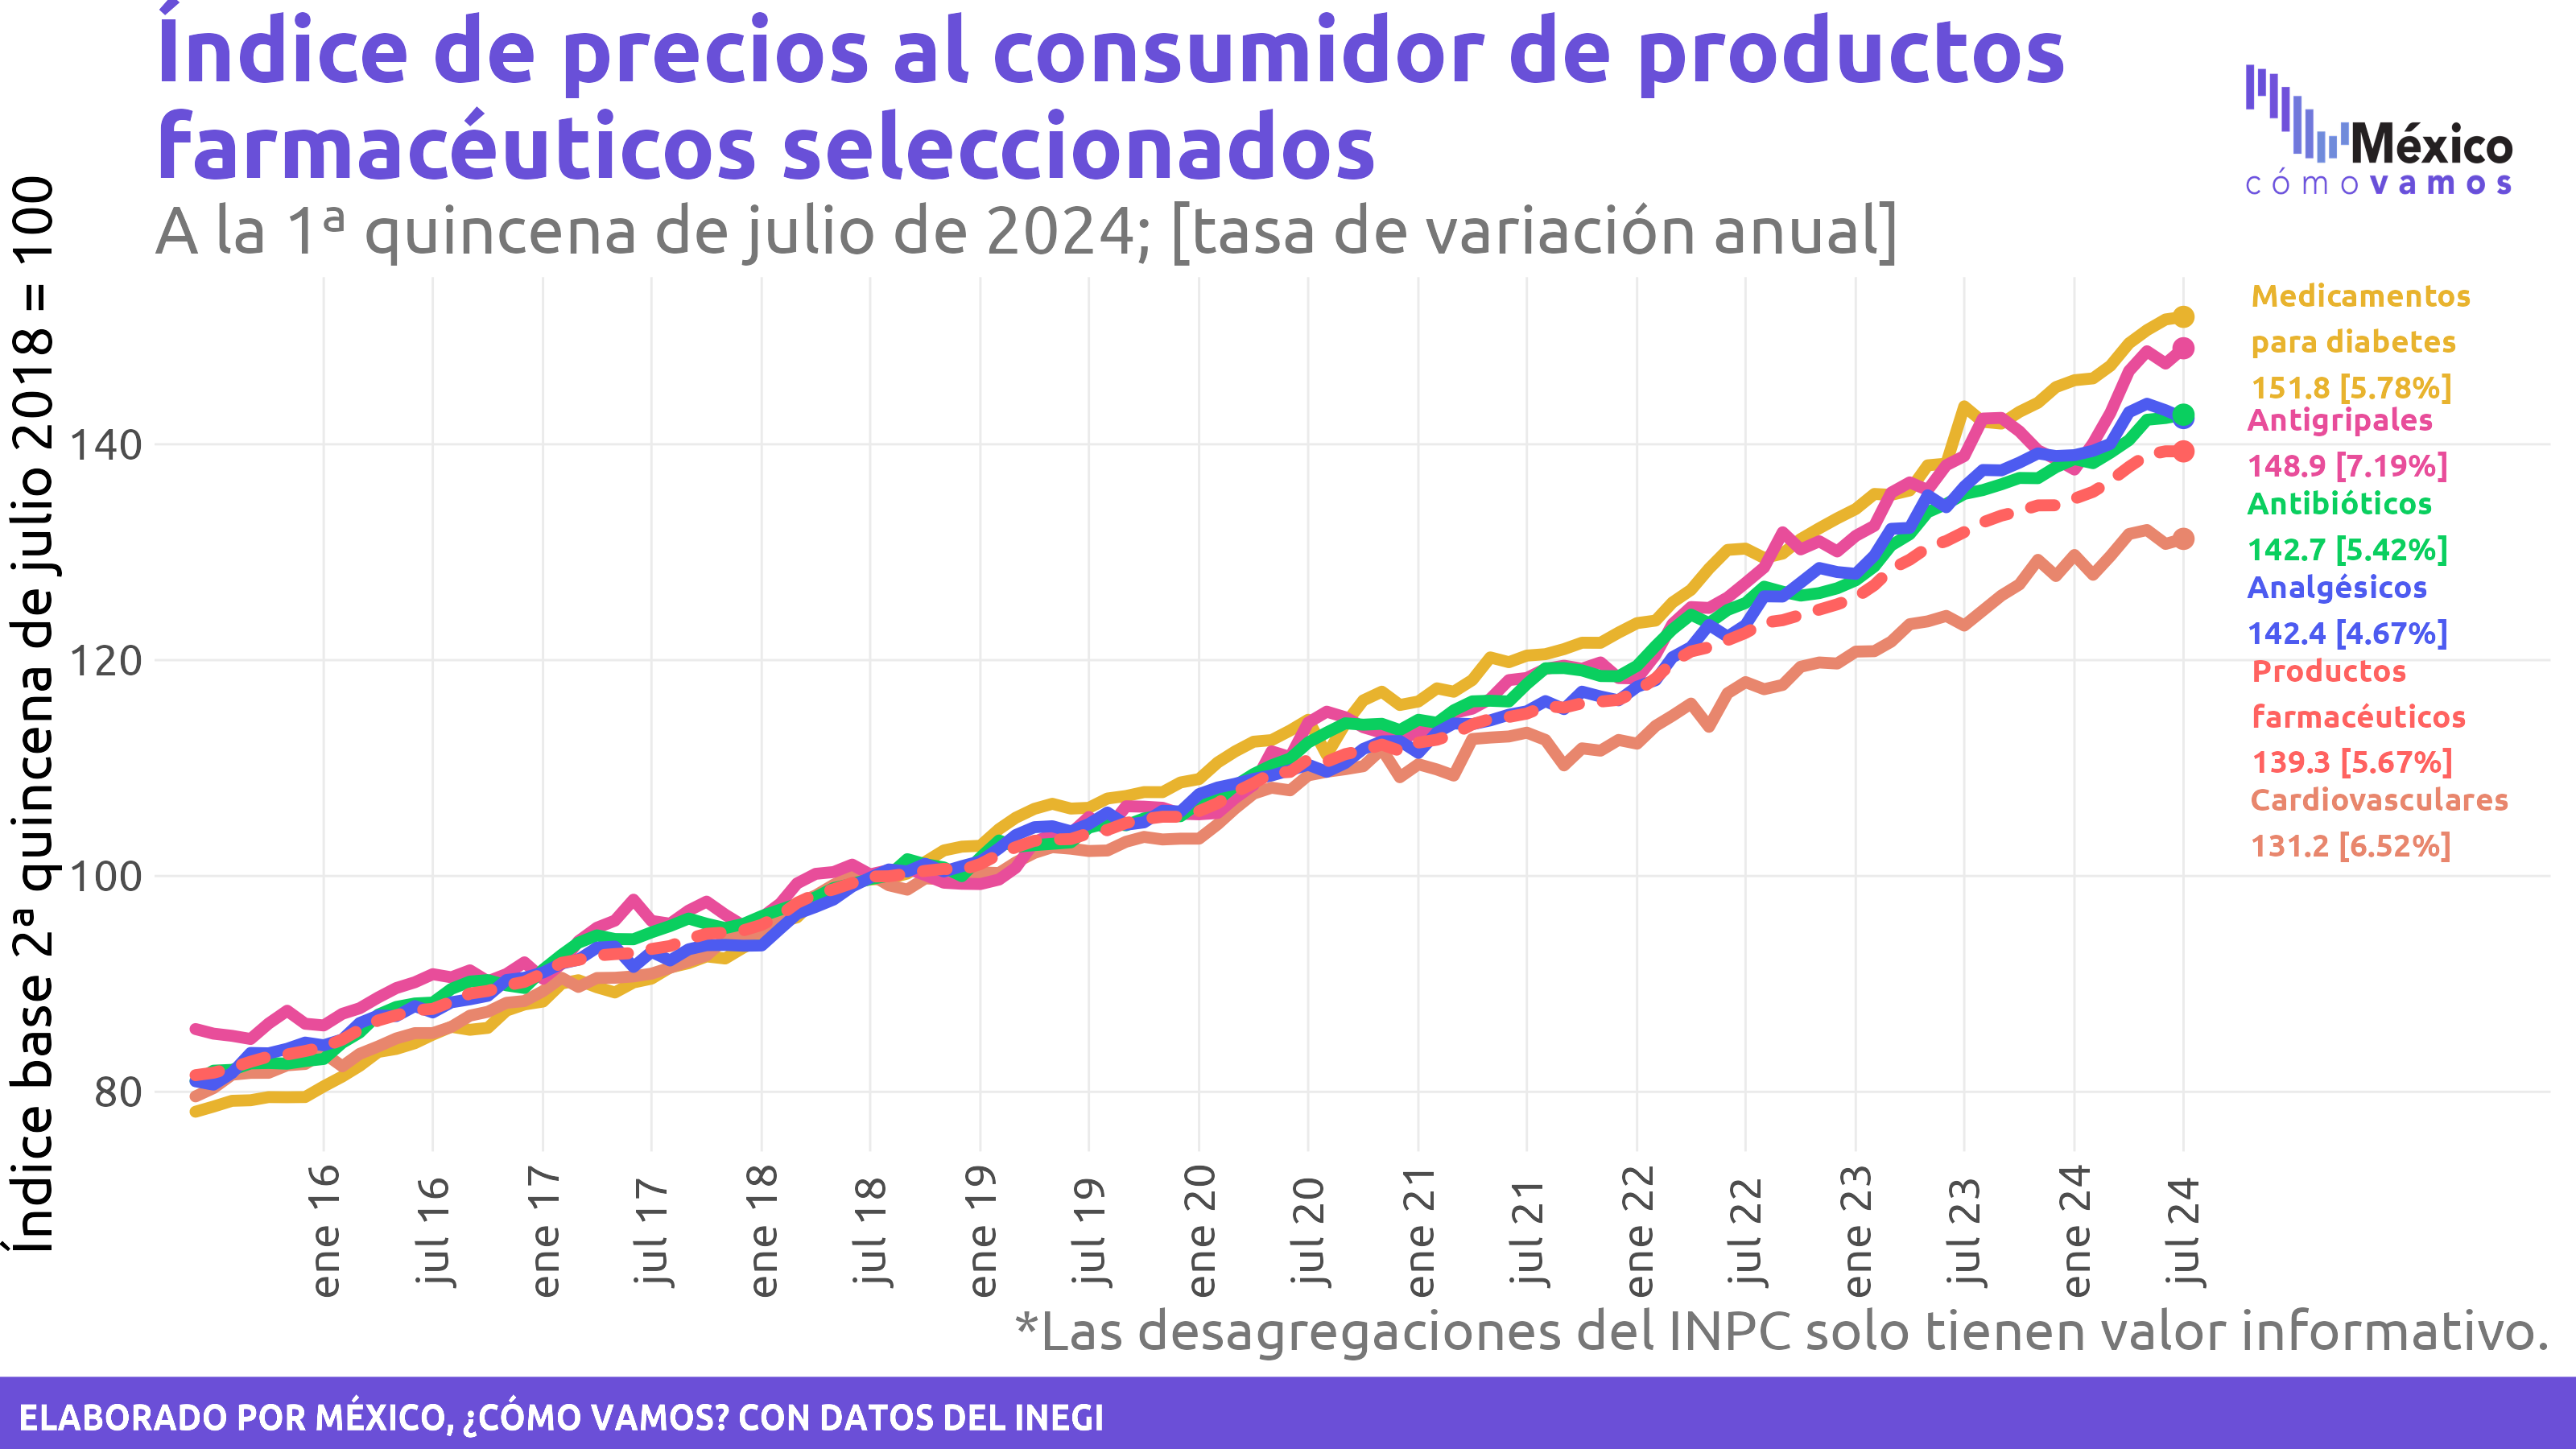 Índice de precios al consumidor de productos
farmacéuticos seleccionados
A la 1ª quincena de julio de 2024; [tasa de variación anual]
México
cómo vamos
Índice base 2ª quincena de julio 2018 = 100
140
120
100
80
Medicamentos
para diabetes
151.8 [5.78%]
Antigripales
148.9 [7.19%]
Antibióticos
142.7 [5.42%]
Analgésicos
142.4 [4.67%]
Productos
farmacéuticos
139.3 [5.67%]
Cardiovasculares
131.2 [6.52%]
ene 16
jul 16
ene 17
jul 17
ene 18
jul 18
ene 19
jul 19
ene 20
jul 20
ene 21
jul 21
ene 22
jul 22
ene 23
jul 23
ene 24
jul 24
*Las desagregaciones del INPC solo tienen valor informativo.
ELABORADO POR MÉXICO, ¿CÓMO VAMOS? CON DATOS DEL INEGI